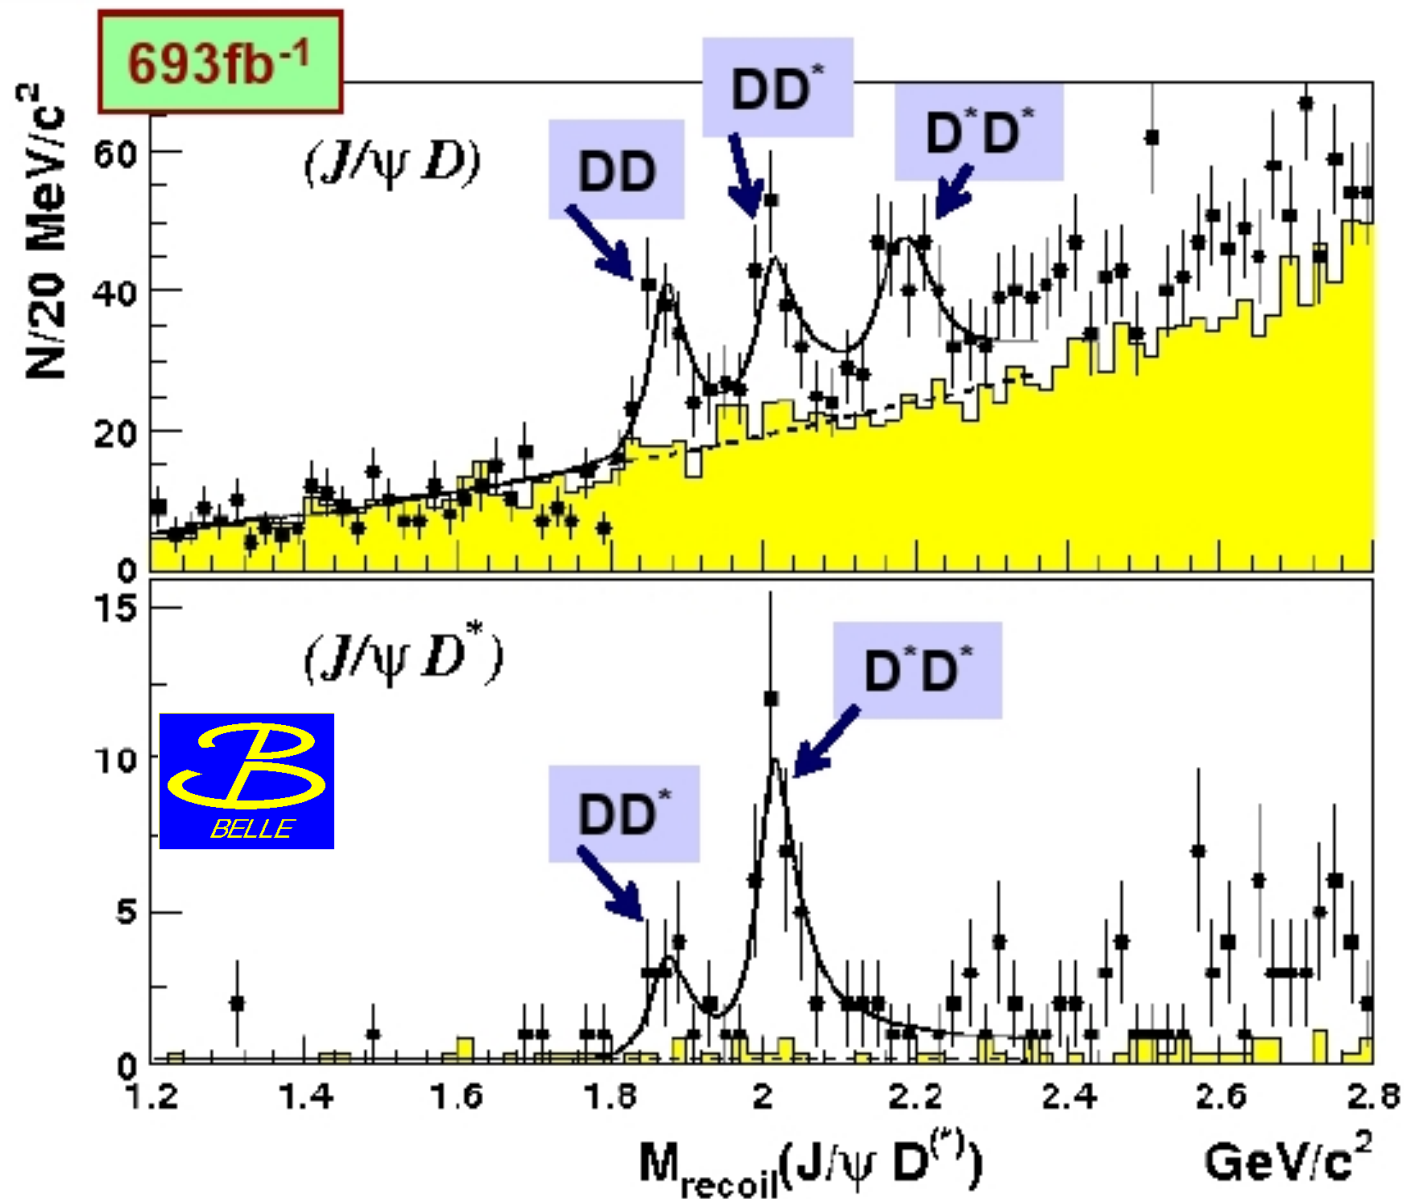 693fb⁻¹
N/20 MeV/c²
(J/ψ D)
DD
DD*
D*D*
60
40
20
0
(J/ψ D*)
BELLE
DD*
D*D*
15
10
5
0
1.2 1.4 1.6 1.8 2 2.2 2.4 2.6 2.8
M_recoil(J/ψ D⁽*⁾) GeV/c²